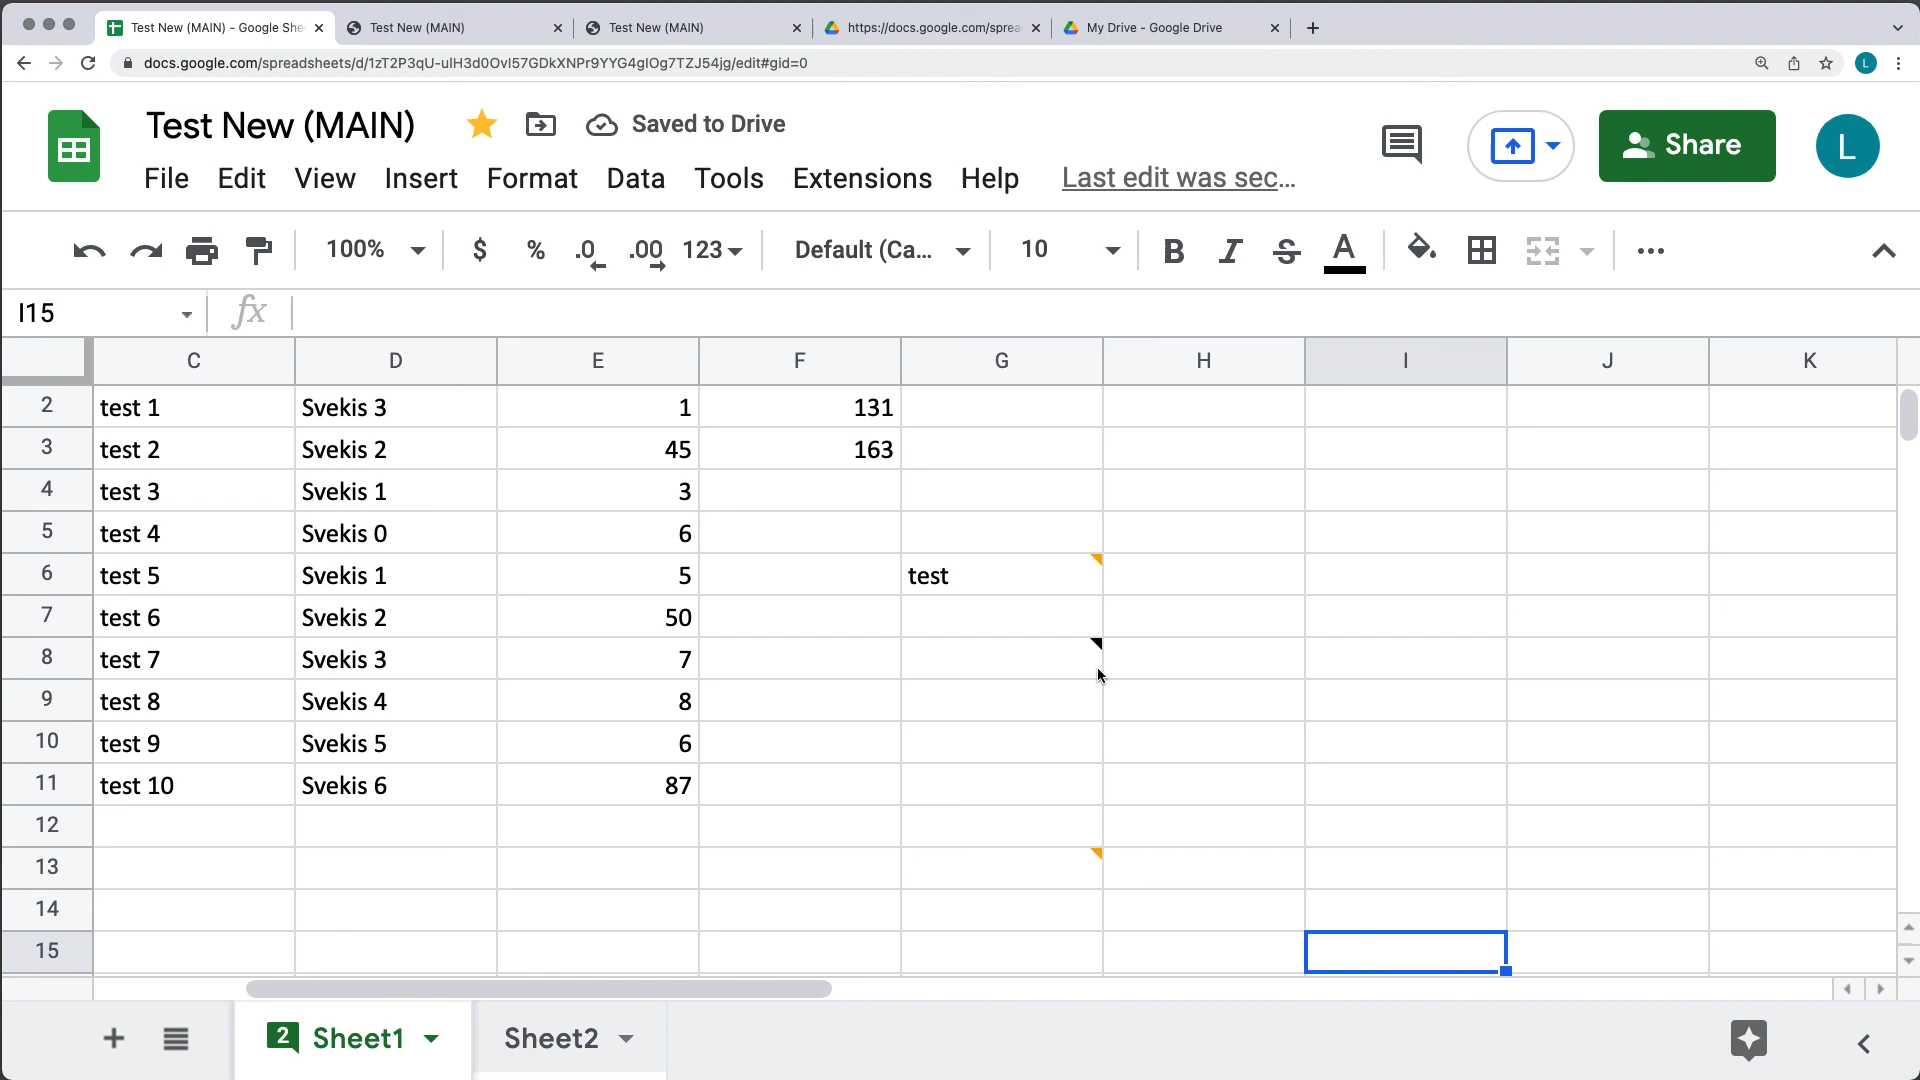 Test New (MAIN) - Google She
Test New (MAIN)
Test New (MAIN)
https://docs.google.com/sprea
My Drive - Google Drive
docs.google.com/spreadsheets/d/1zT2P3qU-uIH3d0OvI57GDkXNPr9YYG4gIOg7TZJ54jg/edit#gid=0
L
Test New (MAIN)
Saved to Drive
Share
L
File Edit View Insert Format Data Tools Extensions Help Last edit was sec...
100% $ % .0 .00 123 Default (Ca... 10 B I S A
I15 fx
C D E F G H I J K
2 test 1 Svekis 3 1 131
3 test 2 Svekis 2 45 163
4 test 3 Svekis 1 3
5 test 4 Svekis 0 6
6 test 5 Svekis 1 5 test
7 test 6 Svekis 2 50
8 test 7 Svekis 3 7
9 test 8 Svekis 4 8
10 test 9 Svekis 5 6
11 test 10 Svekis 6 87
12
13
14
15
2 Sheet1 Sheet2